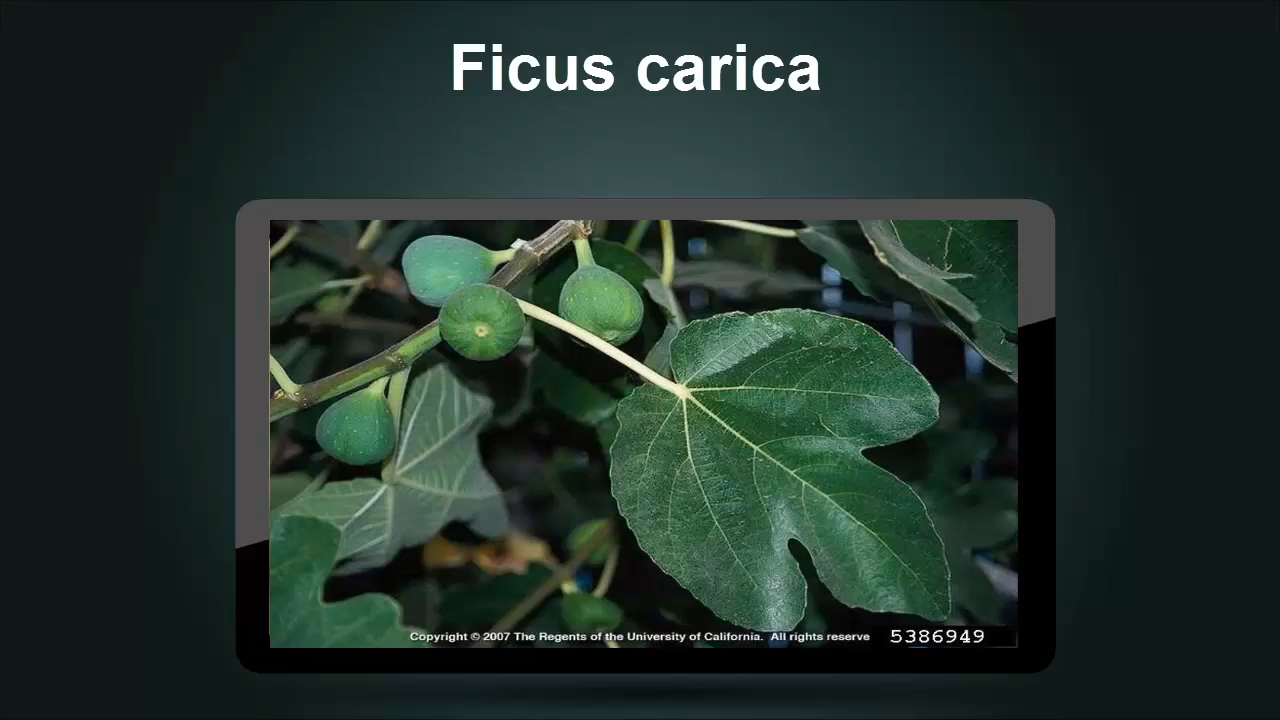 Ficus carica
Copyright © 2007 The Regents of the University of California. All rights reserve
5386949